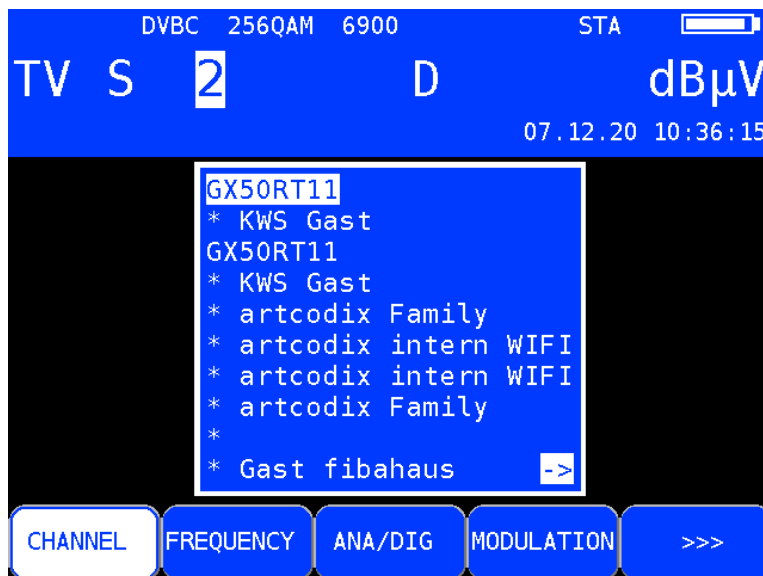 DVBC 256QAM 6900 STA
TV S 2 D dBµV
07.12.20 10:36:15
GX50RT11
* KWS Gast
GX50RT11
* KWS Gast
* artcodix Family
* artcodix intern WIFI
* artcodix intern WIFI
* artcodix Family
*
* Gast fibahaus ->
CHANNEL FREQUENCY ANA/DIG MODULATION >>>